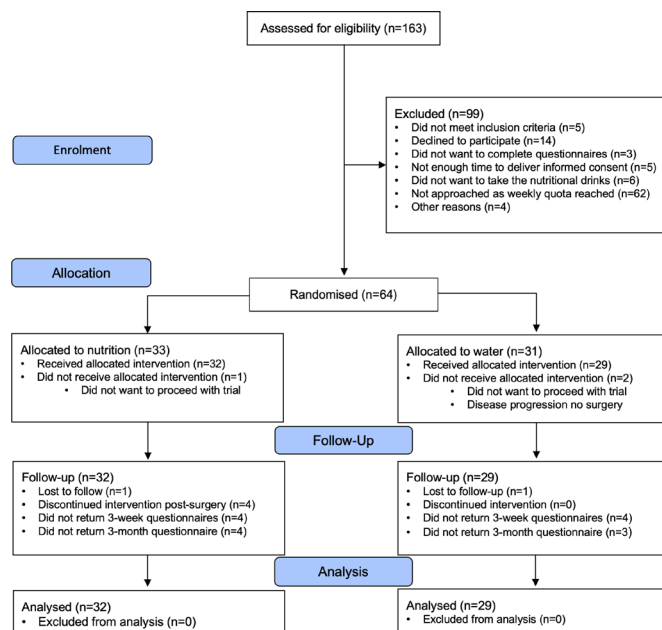 Assessed for eligibility (n=163)
Excluded (n=99)
• Did not meet inclusion criteria (n=5)
• Declined to participate (n=14)
• Did not want to complete questionnaires (n=3)
• Not enough time to deliver informed consent (n=5)
• Did not want to take the nutritional drinks (n=6)
• Not approached as weekly quota reached (n=62)
• Other reasons (n=4)
Enrolment
Allocation
Randomised (n=64)
Allocated to nutrition (n=33)
• Received allocated intervention (n=32)
• Did not receive allocated intervention (n=1)
• Did not want to proceed with trial
Allocated to water (n=31)
• Received allocated intervention (n=29)
• Did not receive allocated intervention (n=2)
• Did not want to proceed with trial
• Disease progression no surgery
Follow-Up
Follow-up (n=32)
• Lost to follow (n=1)
• Discontinued intervention post-surgery (n=4)
• Did not return 3-week questionnaires (n=4)
• Did not return 3-month questionnaire (n=4)
Follow-up (n=29)
• Lost to follow-up (n=1)
• Discontinued intervention (n=0)
• Did not return 3-week questionnaires (n=4)
• Did not return 3-month questionnaire (n=3)
Analysis
Analysed (n=32)
• Excluded from analysis (n=0)
Analysed (n=29)
• Excluded from analysis (n=0)